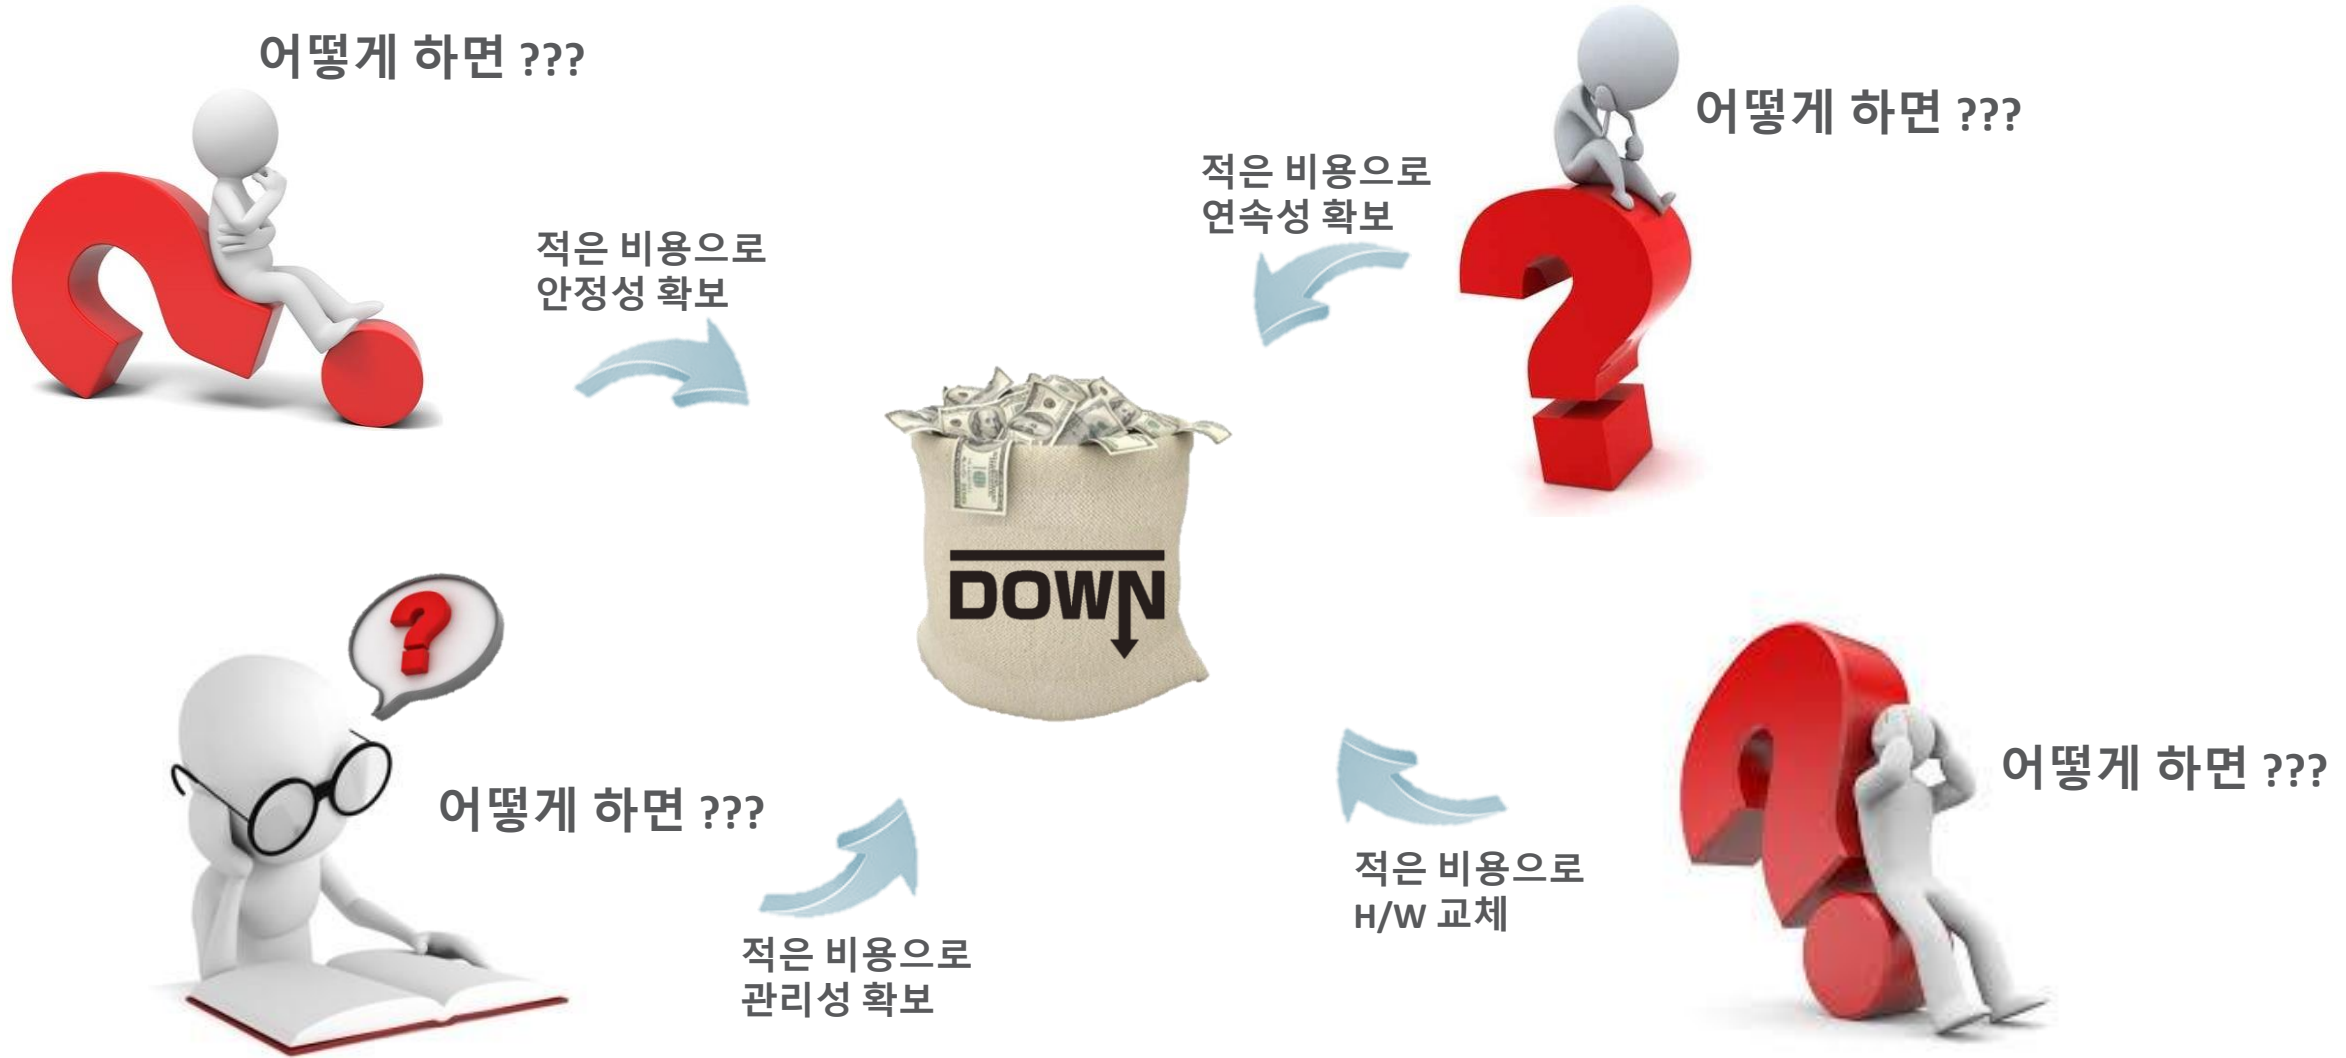 어떻게 하면 ???
적은 비용으로
안정성 확보
어떻게 하면 ???
적은 비용으로
연속성 확보
DOWN
어떻게 하면 ???
적은 비용으로
관리성 확보
어떻게 하면 ???
적은 비용으로
H/W 교체